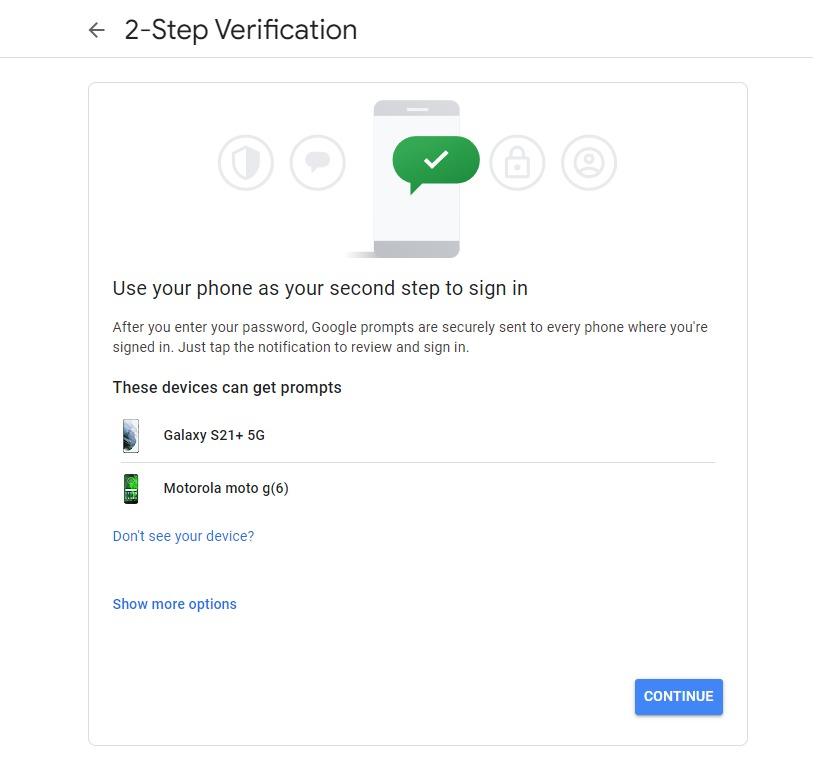 2-Step Verification
Use your phone as your second step to sign in
After you enter your password, Google prompts are securely sent to every phone where you're
signed in. Just tap the notification to review and sign in.
These devices can get prompts
Galaxy S21+ 5G
Motorola moto g(6)
Don't see your device?
Show more options
CONTINUE